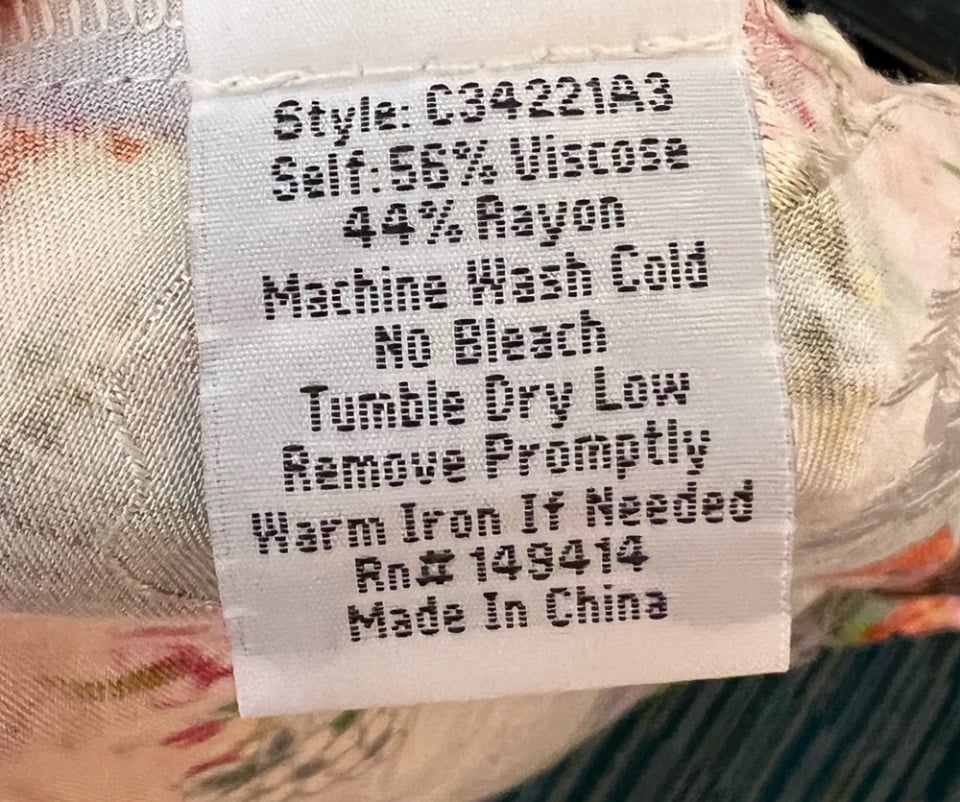 Style: C34221A3
Self:56% Viscose
44% Rayon
Machine Wash Cold
No Bleach
Tumble Dry Low
Remove Promptly
Warm Iron If Needed
Rn# 149414
Made In China